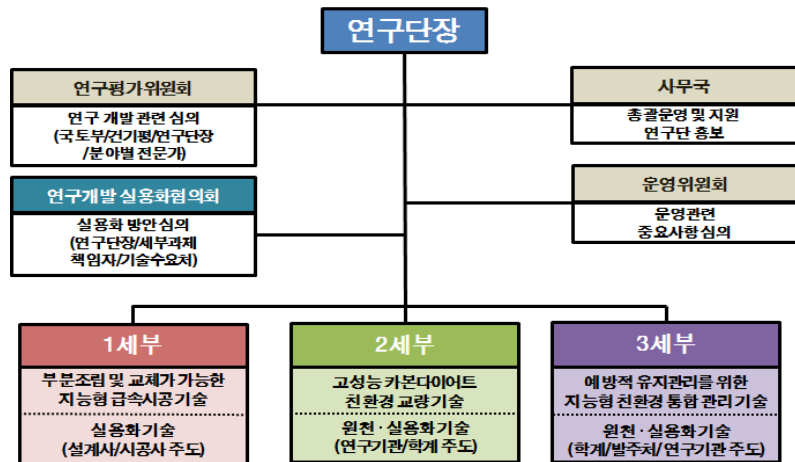 연구단장
연구평가위원회
연구 개발 관련 심의
(국토부/건기평/연구단장
/분야별 전문가)
사무국
총괄운영 및 지원
연구단 홍보
연구개발 실용화협의회
실용화 방안 심의
(연구단장/세부과제
책임자/기술수요처)
운영위원회
운영관련
중요사항 심의
1세부
부분조립 및 교체가 가능한
지능형 급속시공 기술
실용화기술
(설계사/시공사 주도)
2세부
고성능 카본다이어트
친환경 교량기술
원천·실용화기술
(연구기관/학계 주도)
3세부
예방적 유지관리를 위한
지능형 친환경 통합 관리 기술
원천·실용화기술
(학계/발주처/연구기관 주도)